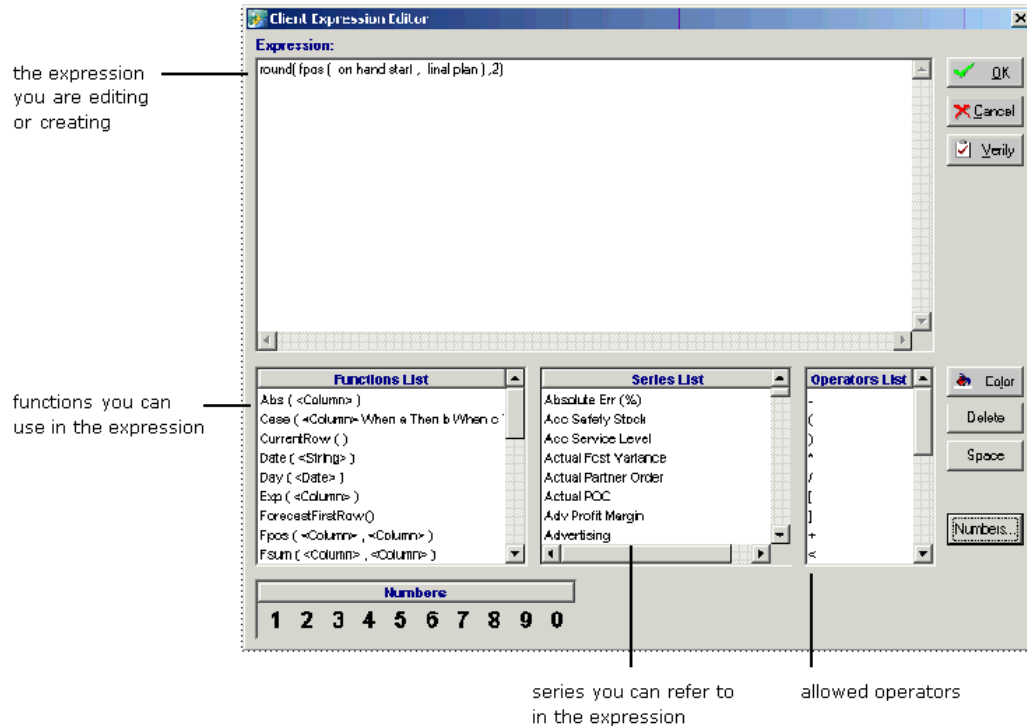 Client Expression Editor
Expression:
round( fpos ( on hand start , final plan ) ,2)
the expression
you are editing
or creating
OK
Cancel
Verify
Functions List
Abs ( <Column> )
Case ( <Column> When a Then b When c
CurrentRow ( )
Date ( <String> )
Day ( <Date> )
Exp ( <Column> )
ForecastFirstRow()
Fpos ( <Column> , <Column> )
Fsum ( <Column> , <Column> )
functions you can
use in the expression
Series List
Absolute Err (%)
Acc Safety Stock
Acc Service Level
Actual Fcst Variance
Actual Partner Order
Actual POC
Adv Profit Margin
Advertising
Operators List
-
(
)
*
/
[
]
+
<
Color
Delete
Space
Numbers...
Numbers
1 2 3 4 5 6 7 8 9 0
series you can refer to
in the expression
allowed operators